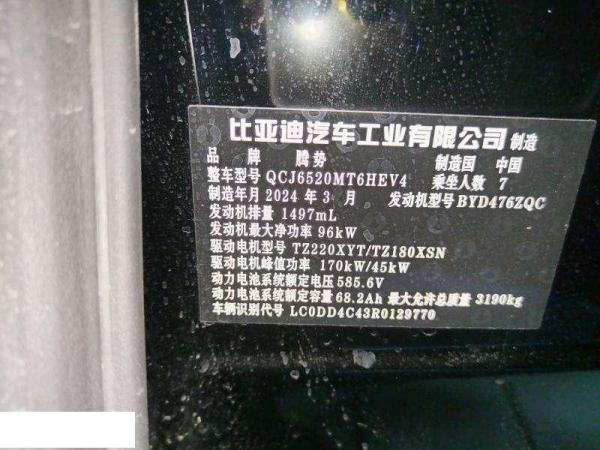 比亚迪汽车工业有限公司 制造
品 牌 腾势 制造国 中国
整车型号 QCJ6520MT6HEV4 乘坐人数 7
制造年月 2024 年 3 月 发动机型号 BYD476ZQC
发动机排量 1497mL
发动机最大净功率 96kW
驱动电机型号 TZ220XYT/TZ180XSN
驱动电机峰值功率 170kW/45kW
动力电池系统额定电压 585.6V
动力电池系统额定容量 68.2Ah 最大允许总质量 3190kg
车辆识别代号 LC0DD4C43R0129770